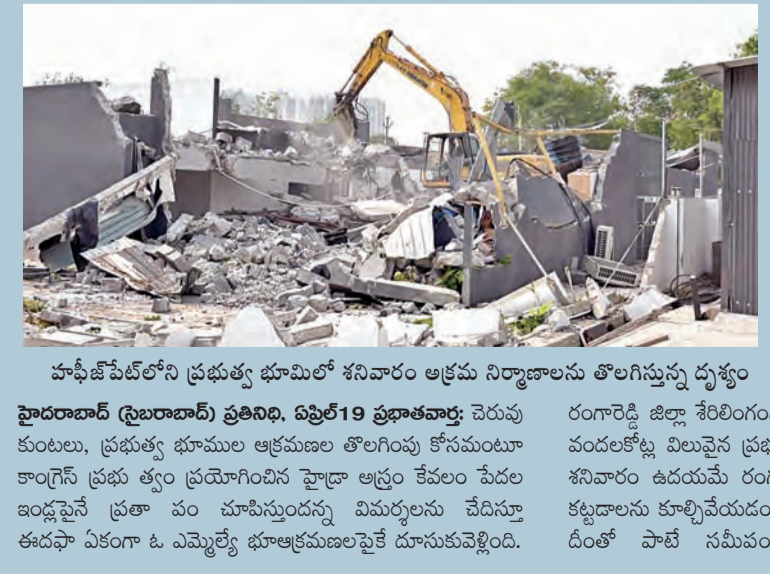 హఫీజ్‌పేట్‌లోని ప్రభుత్వ భూమిలో శనివారం అక్రమ నిర్మాణాలను తొలగిస్తున్న దృశ్యం
హైదరాబాద్ (సైబరాబాద్) ప్రతినిధి, ఏప్రిల్19 ప్రభాతవార్త: చెరువు
కుంటలు, ప్రభుత్వ భూముల ఆక్రమణల తొలగింపు కోసమంటూ
కాంగ్రెస్ ప్రభు త్వం ప్రయోగించిన హైడ్రా అస్త్రం కేవలం పేదల
ఇండ్లపైనే ప్రతా పం చూపిస్తుందన్న విమర్శలను చేదిస్తూ
ఈదఫా ఏకంగా ఓ ఎమ్మెల్యే భూఆక్రమణలపైకే దూసుకువెళ్లింది.
రంగారెడ్డి జిల్లా శేరిలింగం
వందలకోట్ల విలువైన ప్రభ
శనివారం ఉదయమే రంగ
కట్టడాలను కూల్చివేయడం
దీంతో పాటే సమీపం